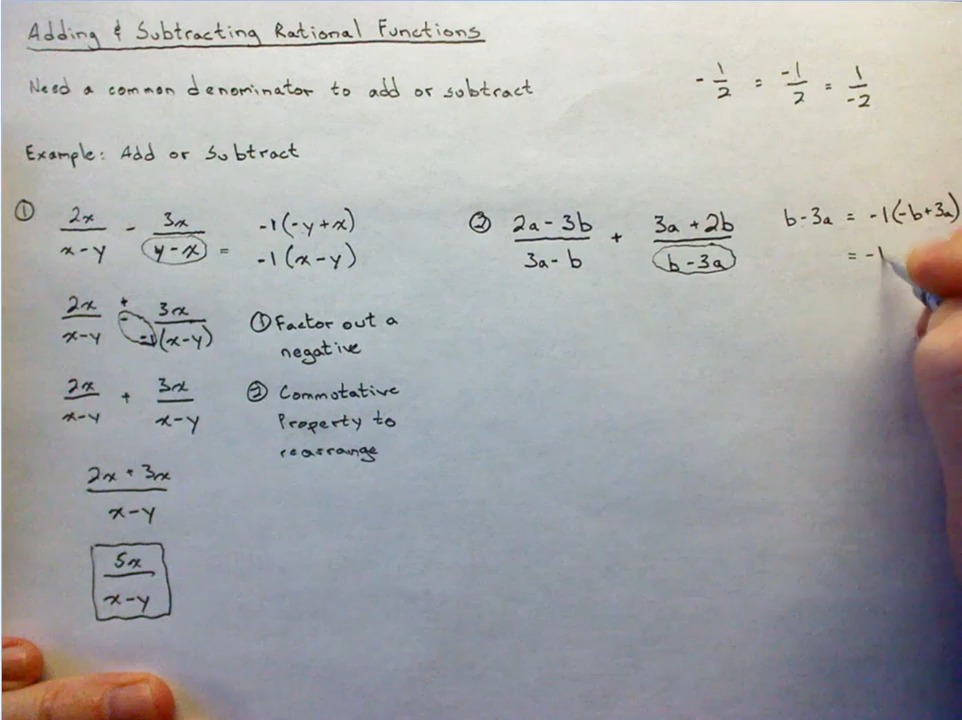 Adding & Subtracting Rational Functions
Need a common denominator to add or subtract
- 1/2 = -1/2 = 1/-2
Example: Add or Subtract
① 2x/(x-y) - 3x/(y-x) =
-1(-y+x)
-1(x-y)
2x/(x-y) + - 3x/-1(x-y)
① Factor out a
negative
2x/(x-y) + 3x/(x-y)
② Commotative
Property to
rearrange
(2x+3x)/(x-y)
5x/(x-y)
② (2a-3b)/(3a-b) + (3a+2b)/(b-3a)
b-3a = -1(-b+3a)
= -1